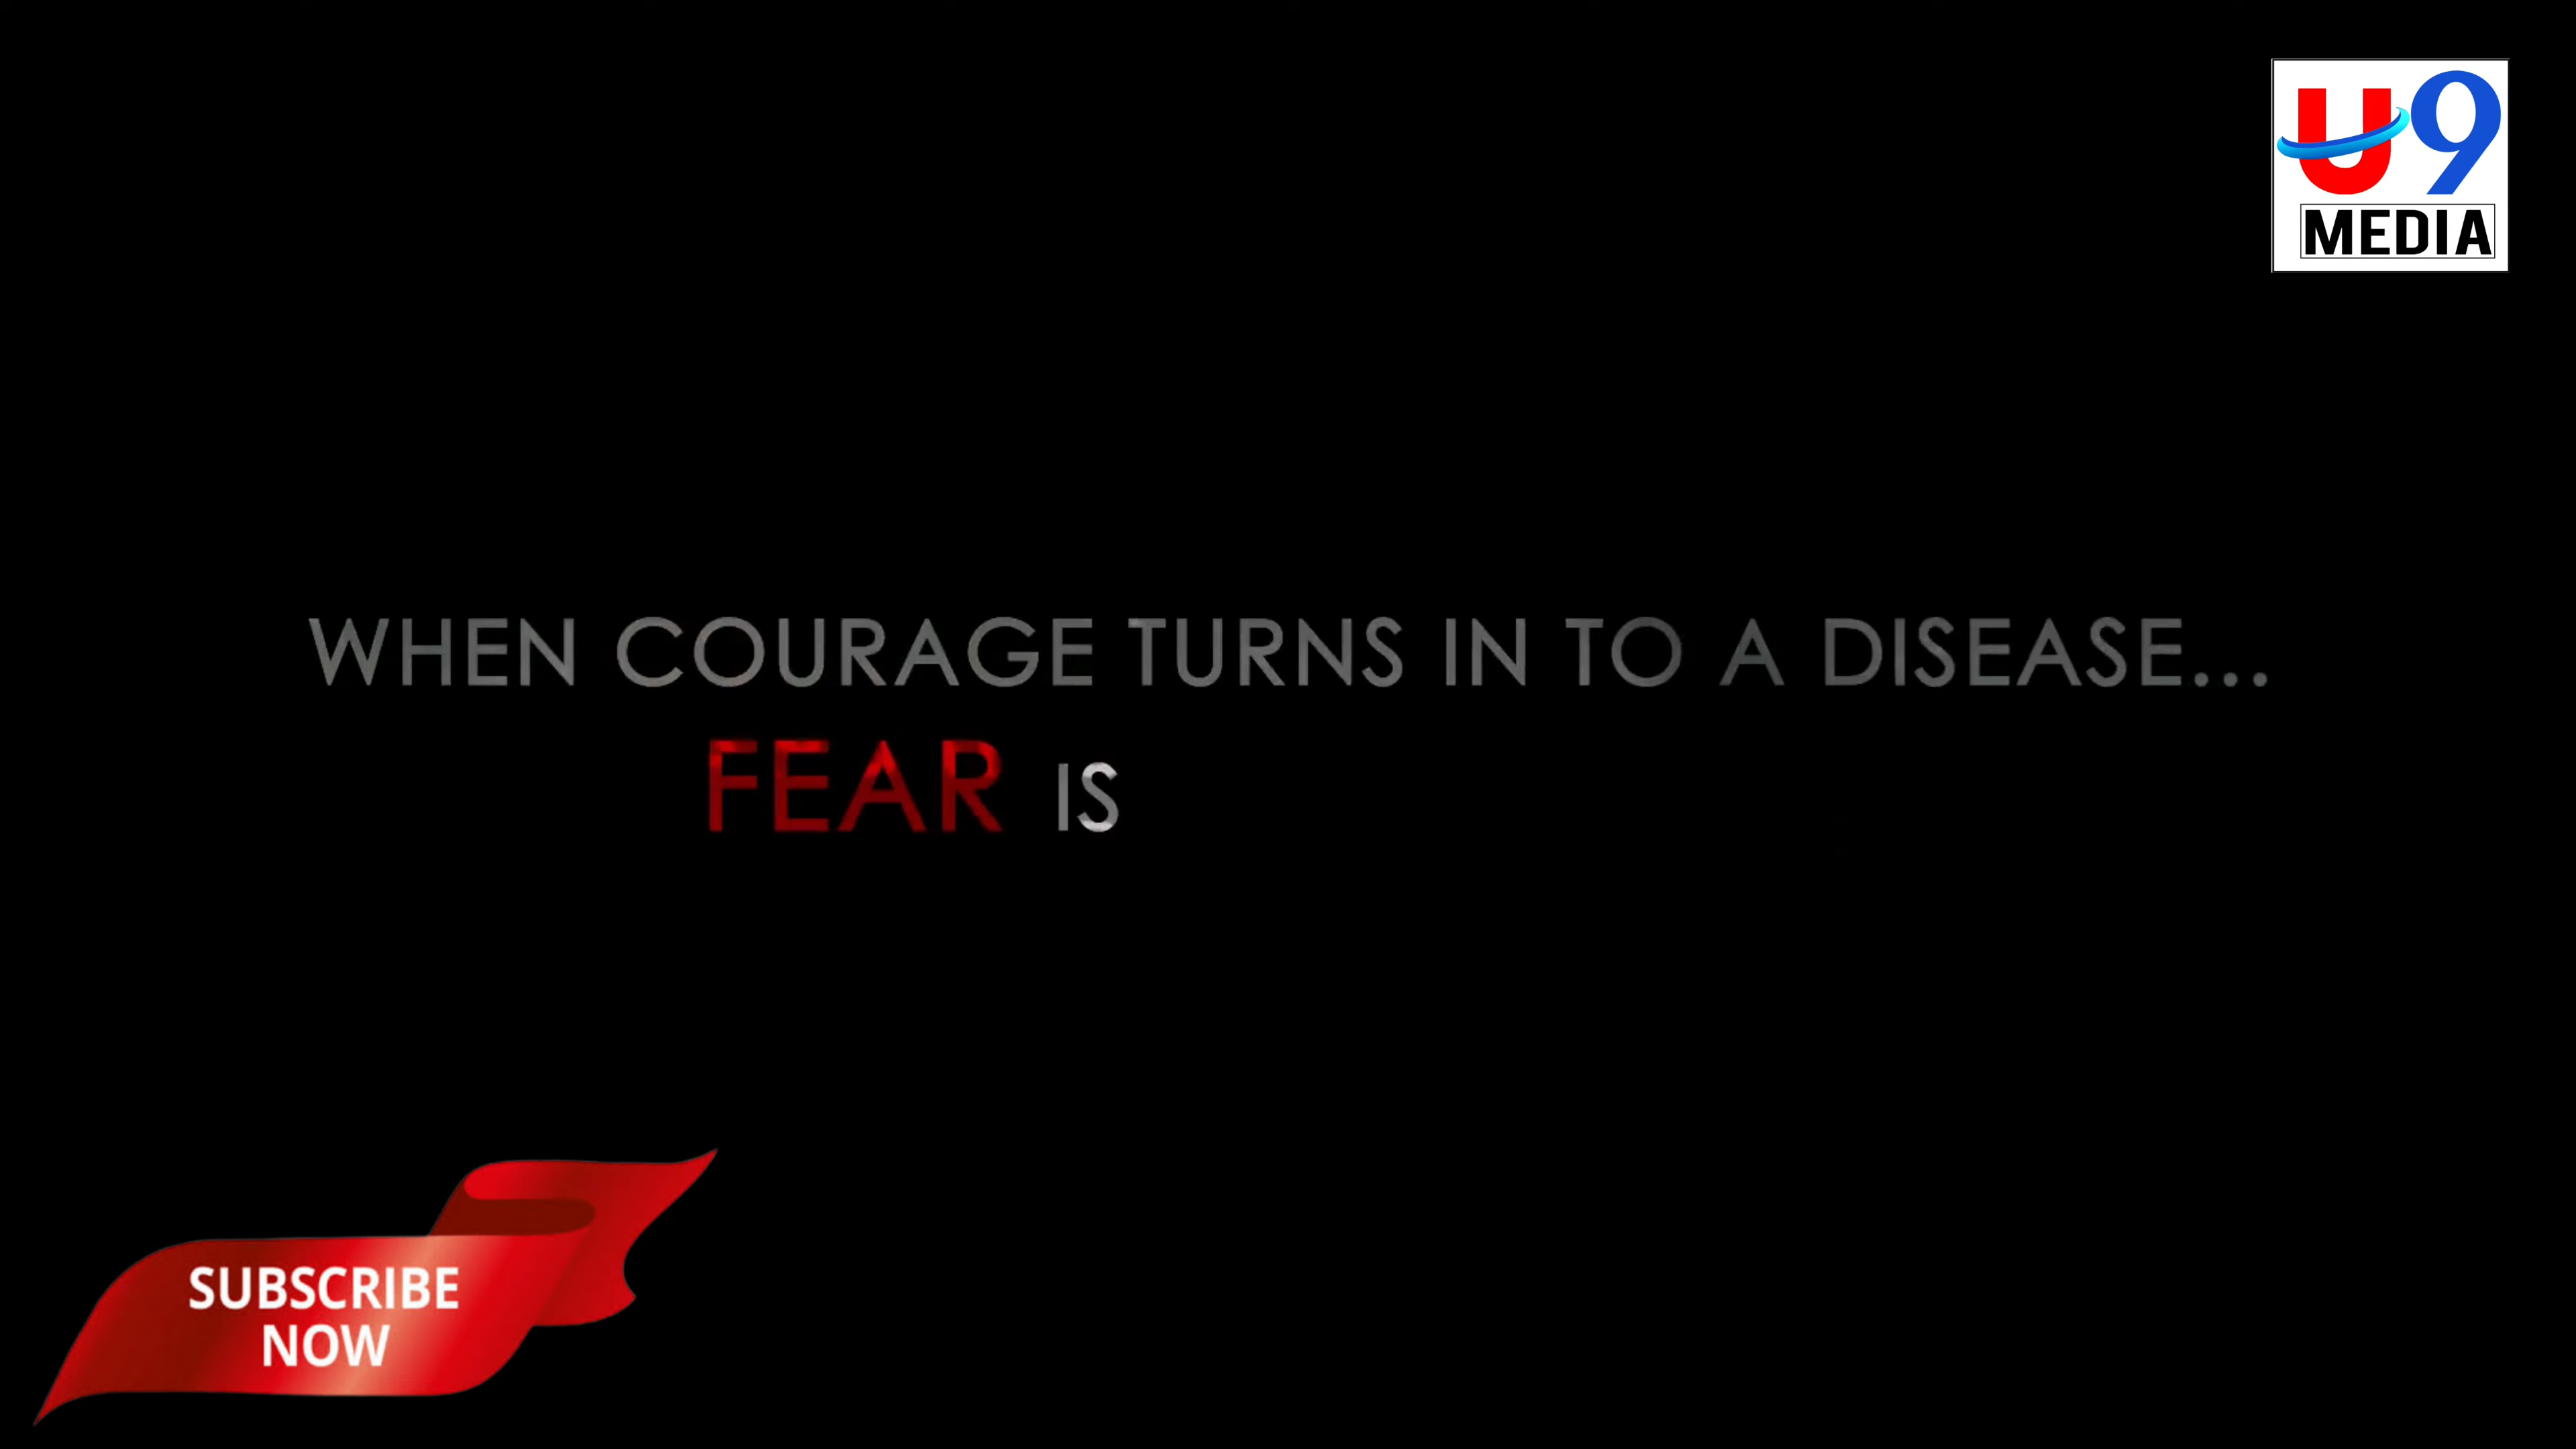 U9
MEDIA
WHEN COURAGE TURNS IN TO A DISEASE...
FEAR IS
SUBSCRIBE
NOW